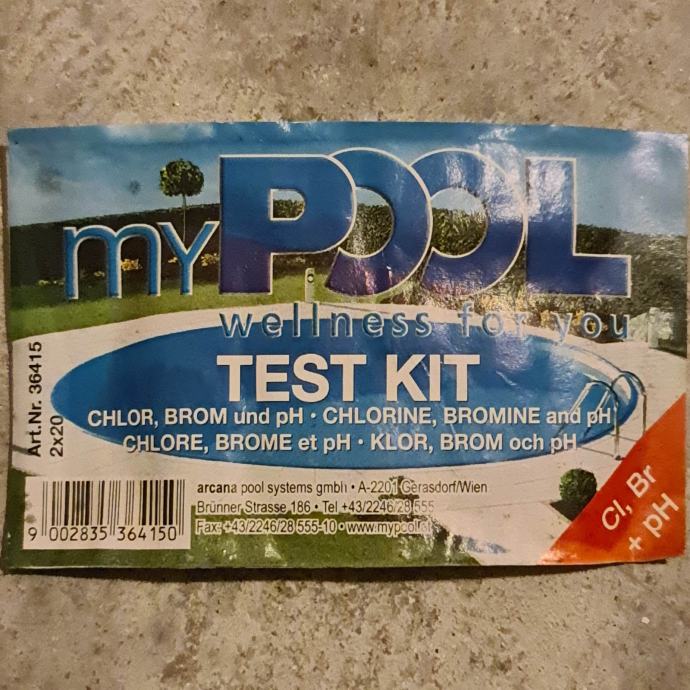 myPOOL
wellness for you
TEST KIT
CHLOR, BROM und pH · CHLORINE, BROMINE and pH
CHLORE, BROME et pH · KLOR, BROM och pH
Art.Nr. 36415
2x20
arcana pool systems gmbh · A-2201 Gerasdorf/Wien
Brünner Strasse 186 · Tel +43/2246/28 555
Fax: +43/2246/28 555-10 · www.mypool.at
9 002835 364150
Cl, Br
+ pH